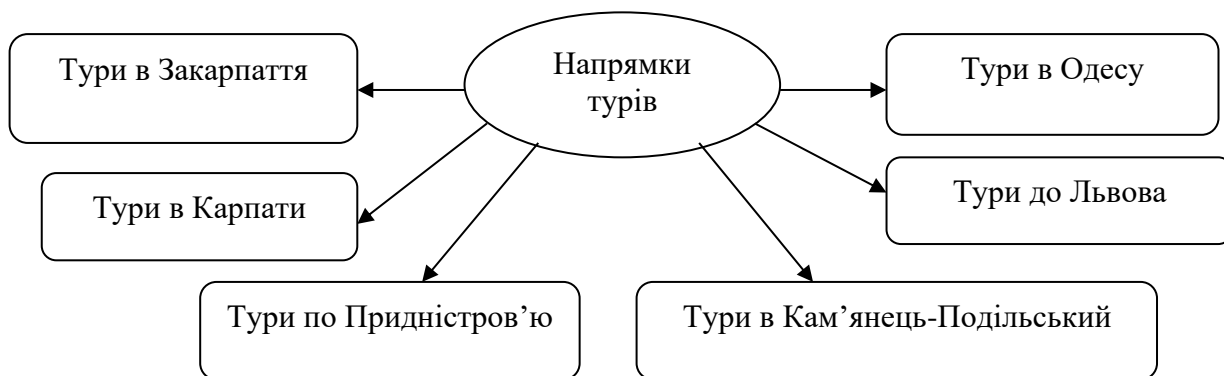 Напрямки
турів
Тури в Закарпаття
Тури в Одесу
Тури в Карпати
Тури до Львова
Тури по Придністров’ю
Тури в Кам’янець-Подільський